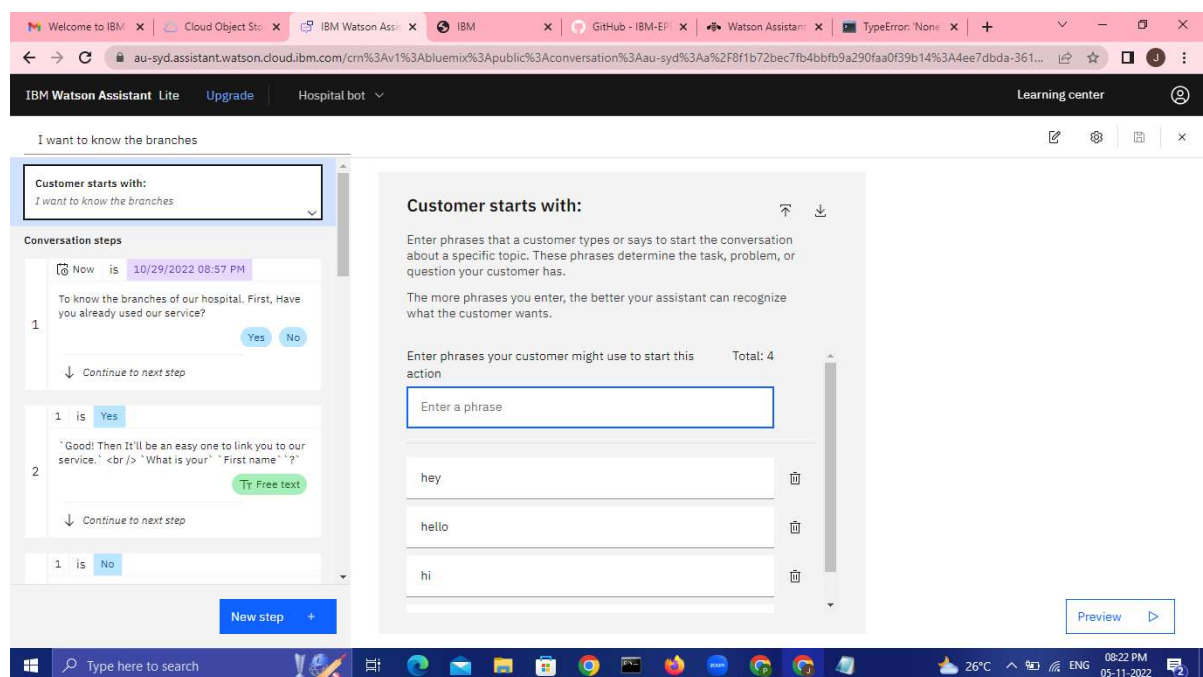 Welcome to IBM
Cloud Object Sto
IBM Watson Assis
IBM
GitHub - IBM-EP
Watson Assistant
TypeError: 'None
au-syd.assistant.watson.cloud.ibm.com/crn%3Av1%3Abluemix%3Apublic%3Aconversation%3Aau-syd%3Aa%2F8f1b72bec7fb4bbfb9a290faa0f39b14%3A4ee7dbda-361...
IBM Watson Assistant Lite Upgrade Hospital bot
Learning center
I want to know the branches
Customer starts with:
I want to know the branches
Conversation steps
Now is 10/29/2022 08:57 PM
1
To know the branches of our hospital. First, Have
you already used our service?
Yes No
Continue to next step
1 is Yes
2
`Good! Then It'll be an easy one to link you to our
service.` <br /> `What is your` `First name``?`
Free text
Continue to next step
1 is No
New step +
Customer starts with:
Enter phrases that a customer types or says to start the conversation
about a specific topic. These phrases determine the task, problem, or
question your customer has.
The more phrases you enter, the better your assistant can recognize
what the customer wants.
Enter phrases your customer might use to start this
action
Total: 4
Enter a phrase
hey
hello
hi
Preview
Type here to search
26°C
ENG
08:22 PM
05-11-2022